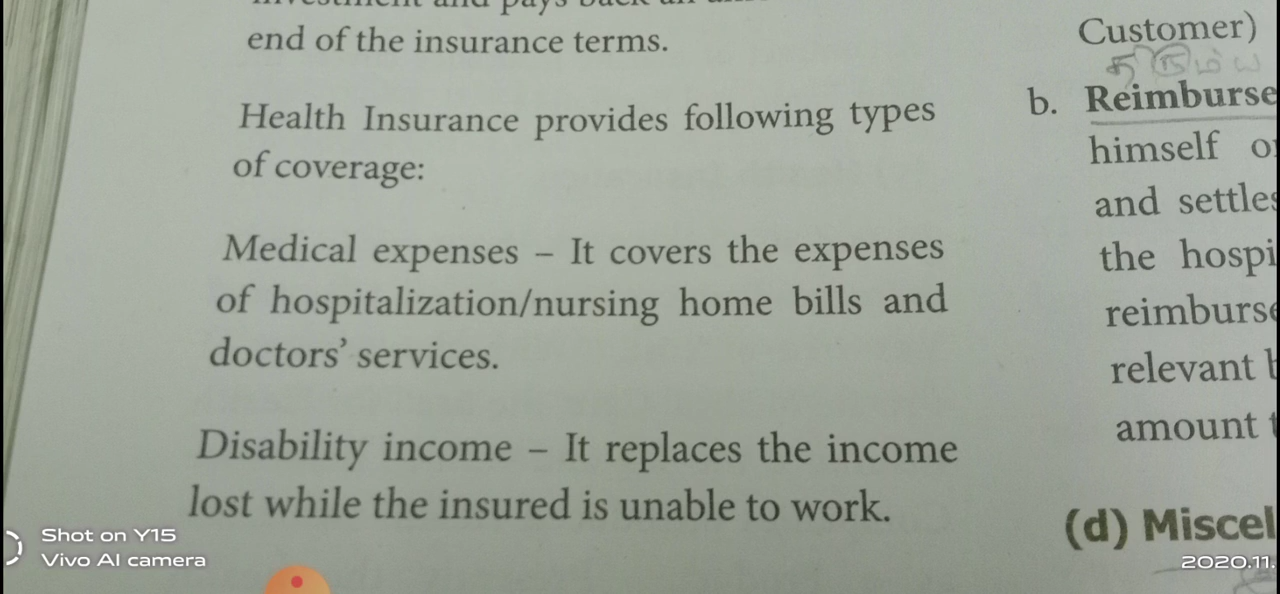 end of the insurance terms.
Health Insurance provides following types
of coverage:
Medical expenses – It covers the expenses
of hospitalization/nursing home bills and
doctors’ services.
Disability income – It replaces the income
lost while the insured is unable to work.
Customer)
b. Reimburse
himself
and settles
the hospi
reimburse
relevant
amount
(d) Miscel
Shot on Y15
Vivo AI camera
2020.11.